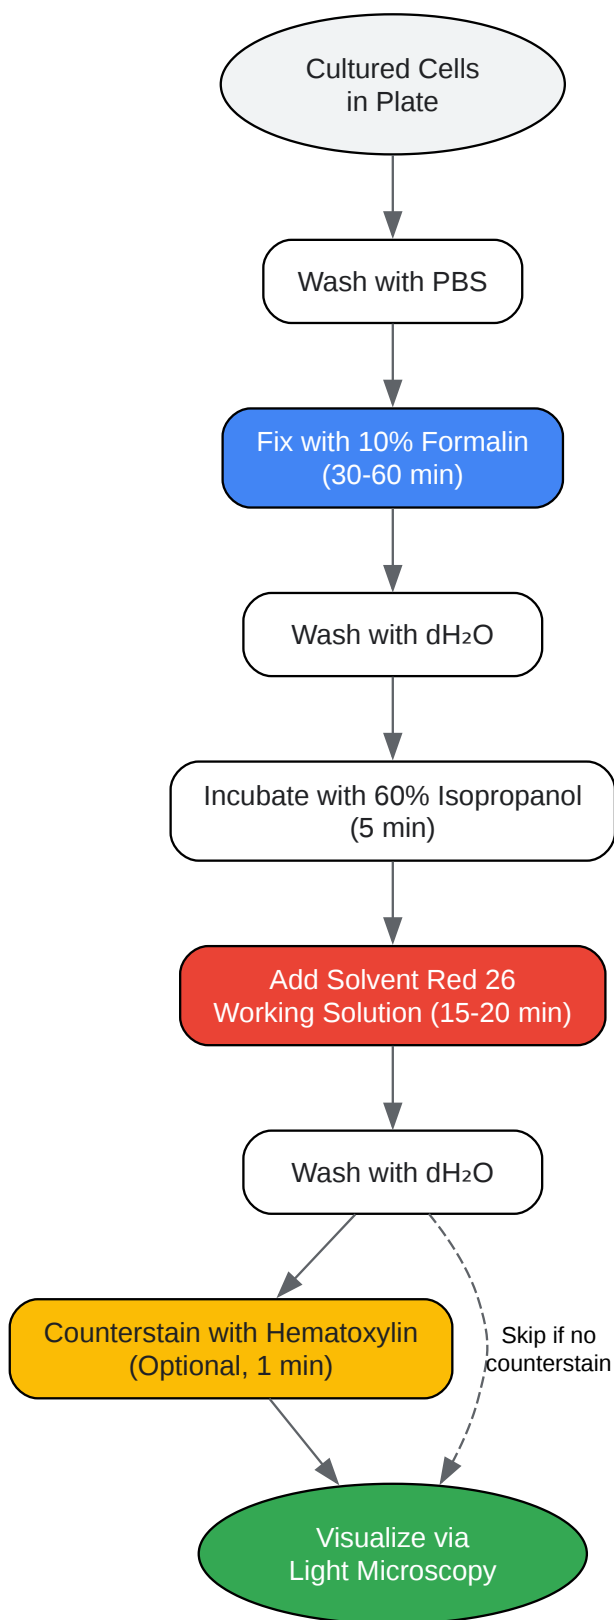 Cultured Cells
in Plate
Wash with PBS
Fix with 10% Formalin
(30-60 min)
Wash with dH₂O
Incubate with 60% Isopropanol
(5 min)
Add Solvent Red 26
Working Solution (15-20 min)
Wash with dH₂O
Counterstain with Hematoxylin
(Optional, 1 min)
Skip if no
counterstain
Visualize via
Light Microscopy